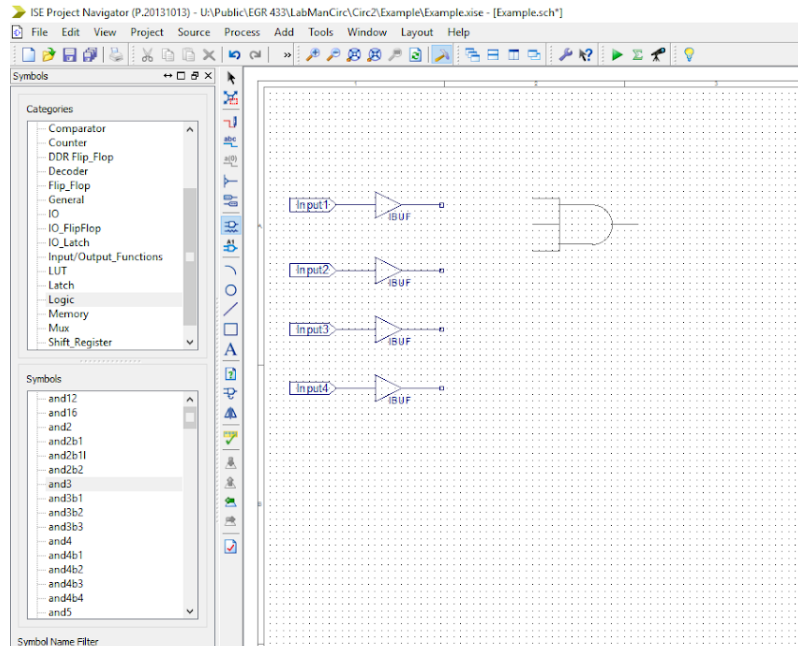 ISE Project Navigator (P.20131013) - U:\Public\EGR 433\LabManCirc\Circ2\Example\Example.xise - [Example.sch*]
File Edit View Project Source Process Add Tools Window Layout Help
Symbols
Categories
Comparator
Counter
DDR Flip_Flop
Decoder
Flip_Flop
General
IO
IO_FlipFlop
IO_Latch
Input/Output_Functions
LUT
Latch
Logic
Memory
Mux
Shift_Register
Symbols
and12
and16
and2
and2b1
and2b1l
and2b2
and3
and3b1
and3b2
and3b3
and4
and4b1
and4b2
and4b3
and4b4
and5
Symbol Name Filter
abc
A
Input1
IBUF
Input2
IBUF
Input3
IBUF
Input4
IBUF